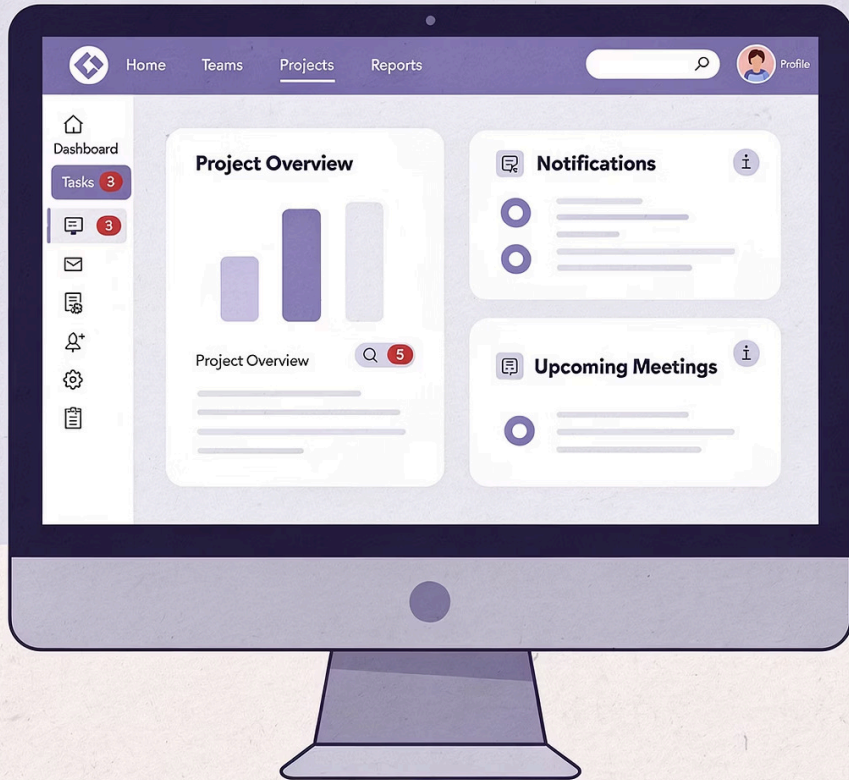 Home Teams Projects Reports Profile
Dashboard
Tasks 3
3
Project Overview
Project Overview 5
Notifications i
Upcoming Meetings i